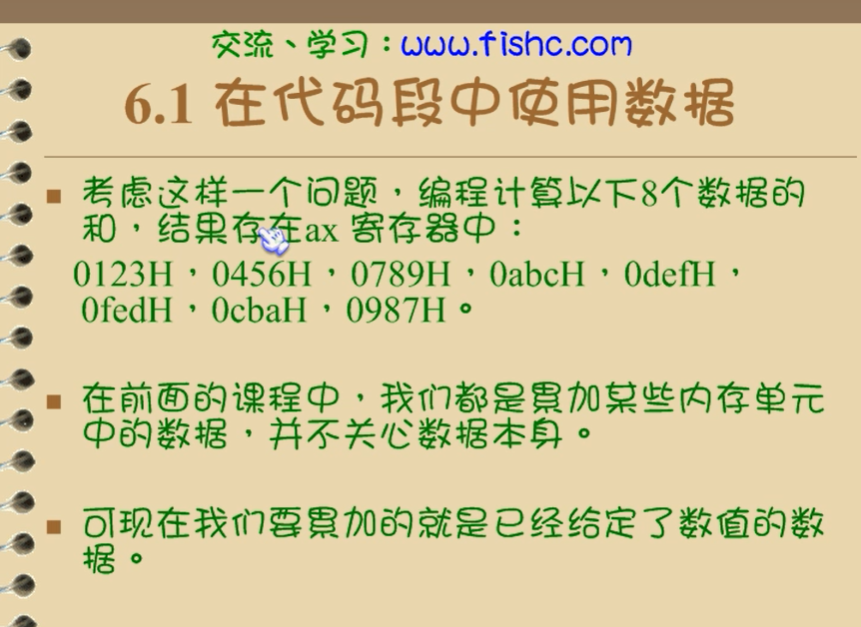 交流、学习：www.fishc.com
6.1 在代码段中使用数据
考虑这样一个问题，编程计算以下8个数据的
和，结果存在ax 寄存器中：
0123H，0456H，0789H，0abcH，0defH，
0fedH，0cbaH，0987H。
在前面的课程中，我们都是累加某些内存单元
中的数据，并不关心数据本身。
可现在我们要累加的就是已经给定了数值的数
据。